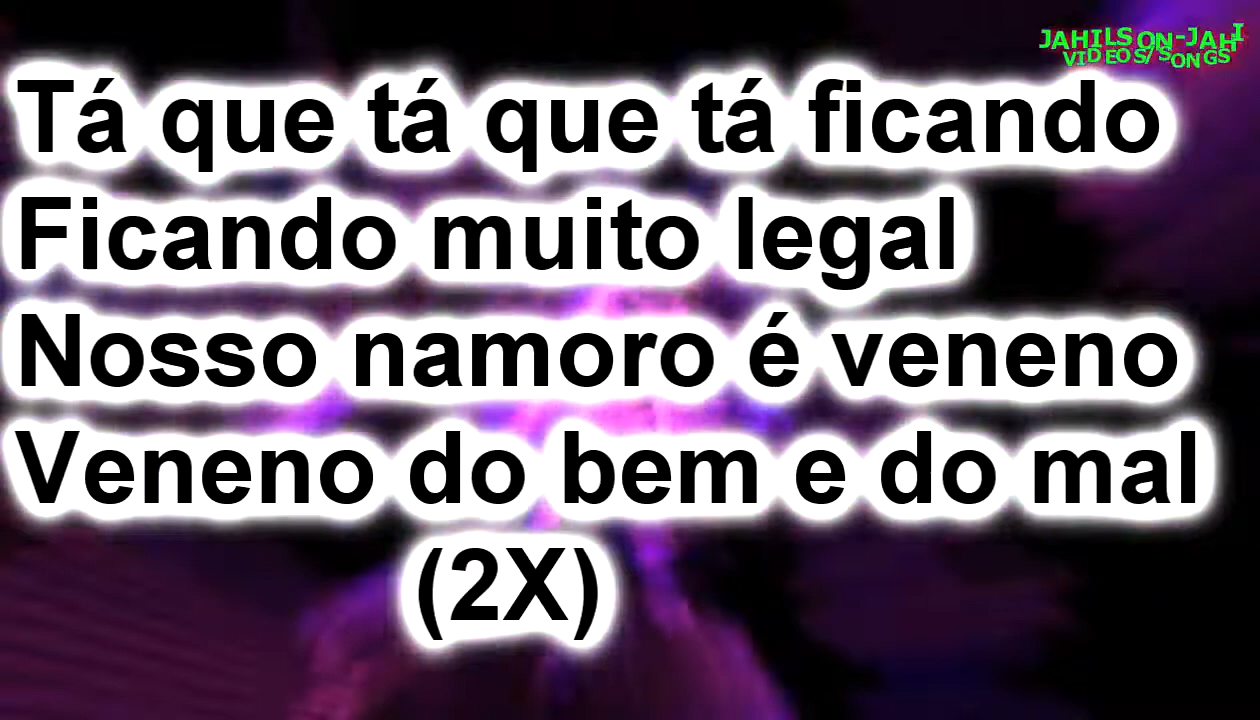 JAHILSON-JAHI
VIDEOS/SONGS
Tá que tá que tá ficando
Ficando muito legal
Nosso namoro é veneno
Veneno do bem e do mal
(2X)